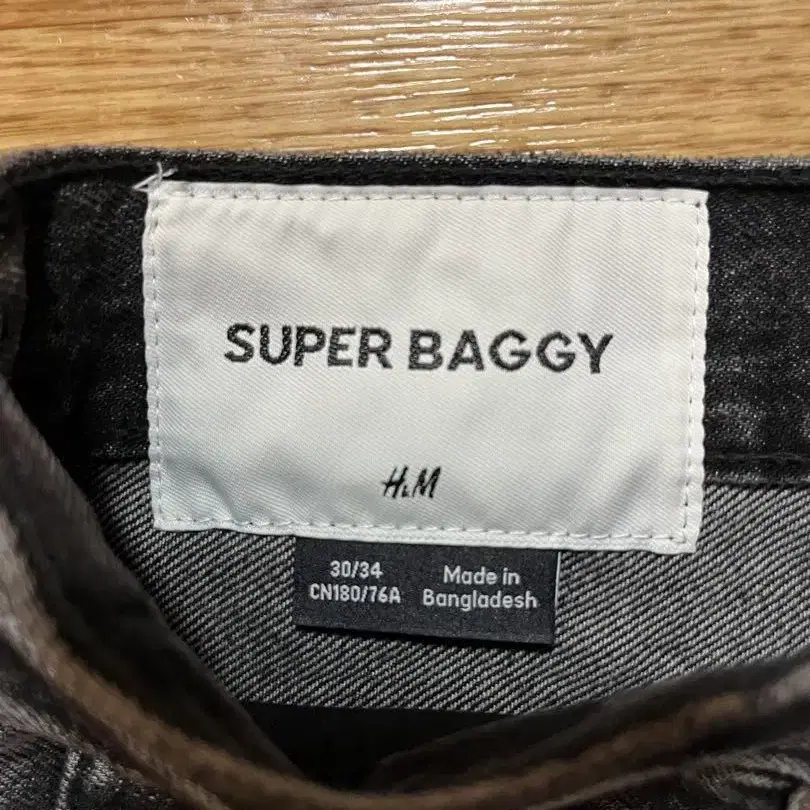 SUPER BAGGY
H&M
30/34
CN180/76A
Made in
Bangladesh